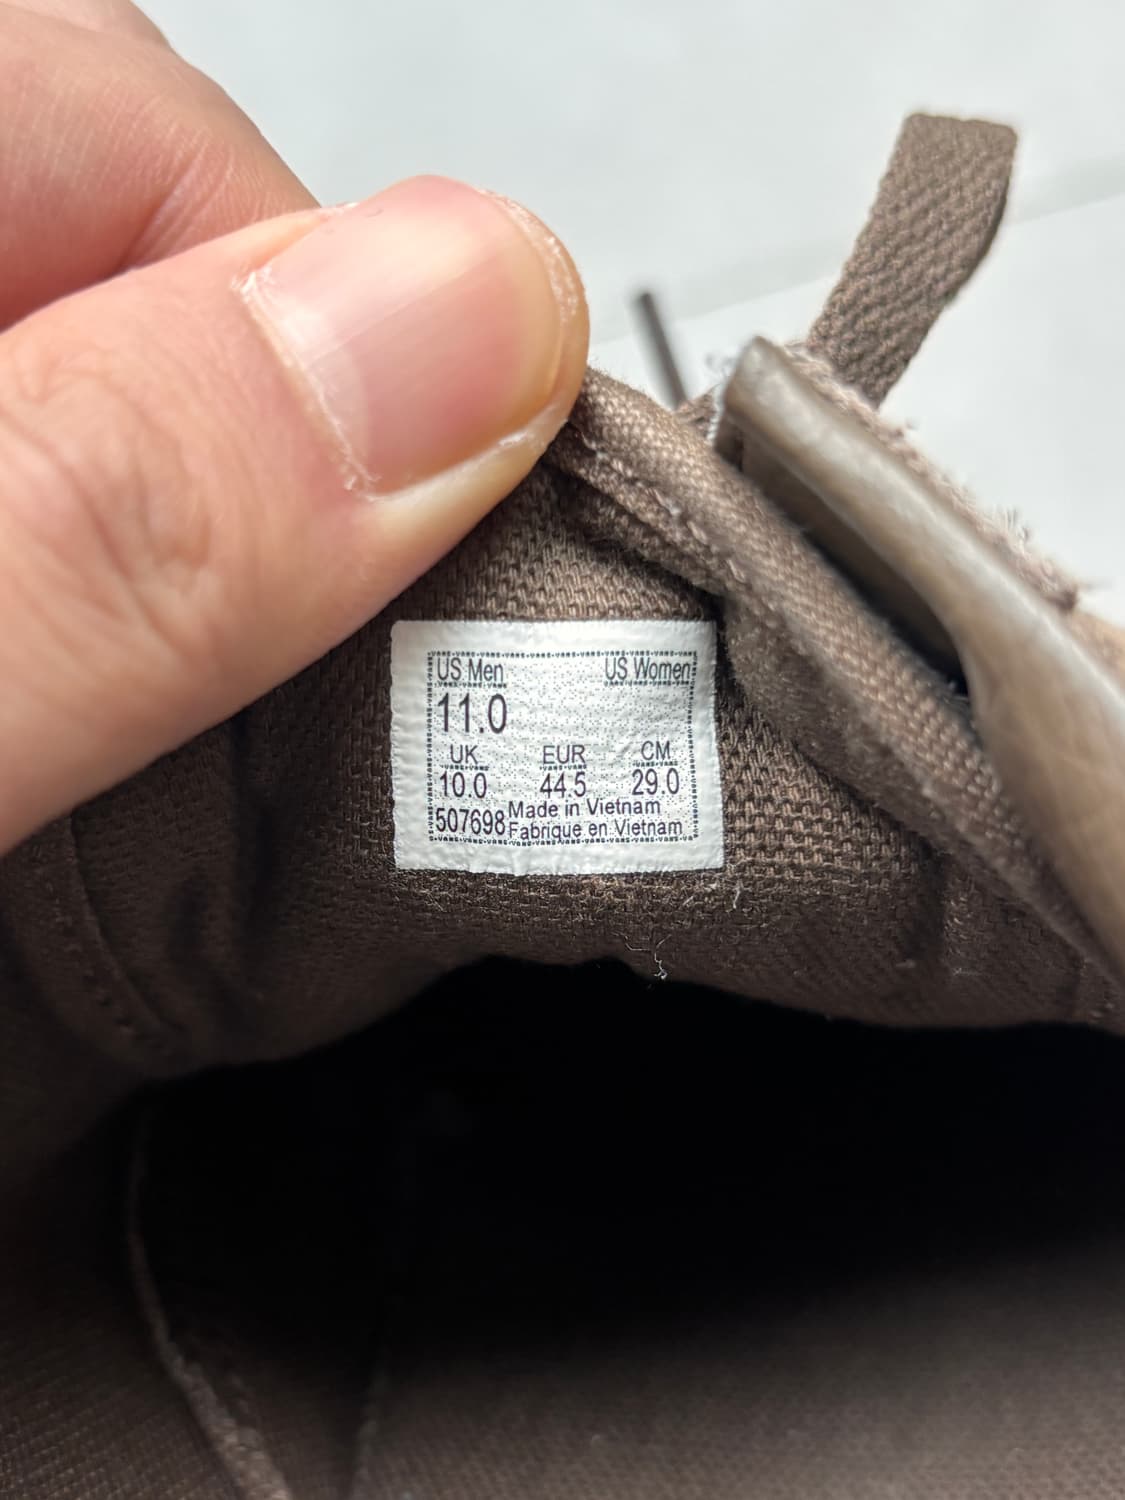 US Men US Women
11.0
UK EUR CM
10.0 44.5 29.0
507698 Made in Vietnam
Fabrique en Vietnam